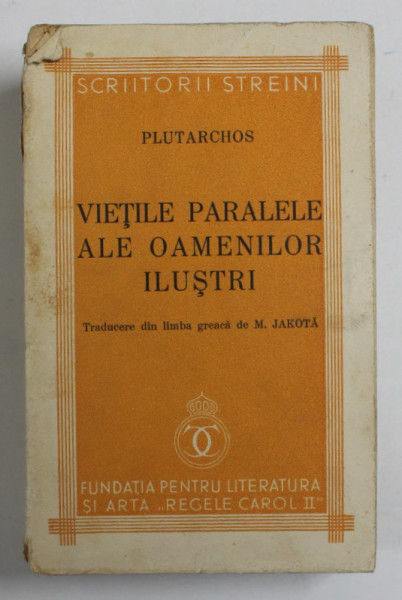 SCRIITORII STREINI
PLUTARCHOS
VIEȚILE PARALELE
ALE OAMENILOR
ILUȘTRI
Traducere din limba greacă de M. JAKOTĂ
FUNDAȚIA PENTRU LITERATURA
ȘI ARTA „REGELE CAROL II"